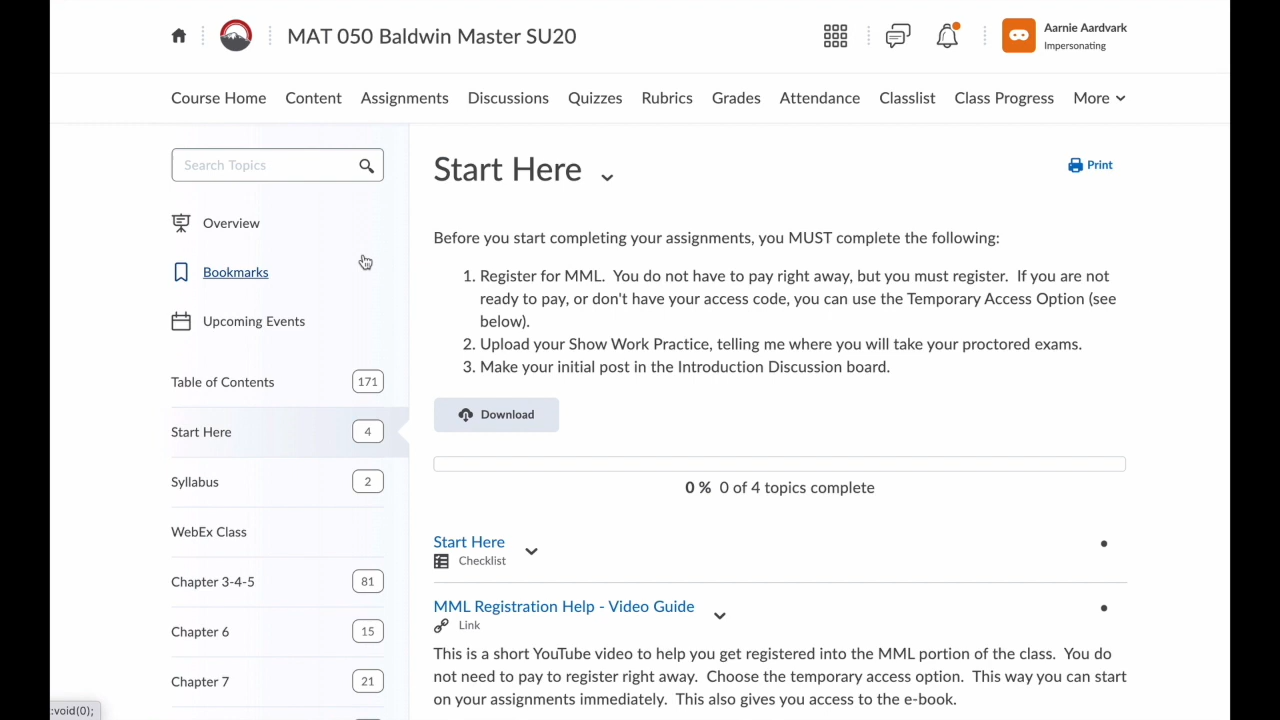 MAT 050 Baldwin Master SU20
Aarnie Aardvark
Impersonating
Course Home Content Assignments Discussions Quizzes Rubrics Grades Attendance Classlist Class Progress More
Search Topics
Overview
Bookmarks
Upcoming Events
Table of Contents 171
Start Here 4
Syllabus 2
WebEx Class
Chapter 3-4-5 81
Chapter 6 15
Chapter 7 21
:void(0);
Start Here
Print
Before you start completing your assignments, you MUST complete the following:
1. Register for MML.  You do not have to pay right away, but you must register.  If you are not
ready to pay, or don't have your access code, you can use the Temporary Access Option (see
below).
2. Upload your Show Work Practice, telling me where you will take your proctored exams.
3. Make your initial post in the Introduction Discussion board.
Download
0 % 0 of 4 topics complete
Start Here
Checklist
MML Registration Help - Video Guide
Link
This is a short YouTube video to help you get registered into the MML portion of the class.  You do
not need to pay to register right away.  Choose the temporary access option.  This way you can start
on your assignments immediately.  This also gives you access to the e-book.